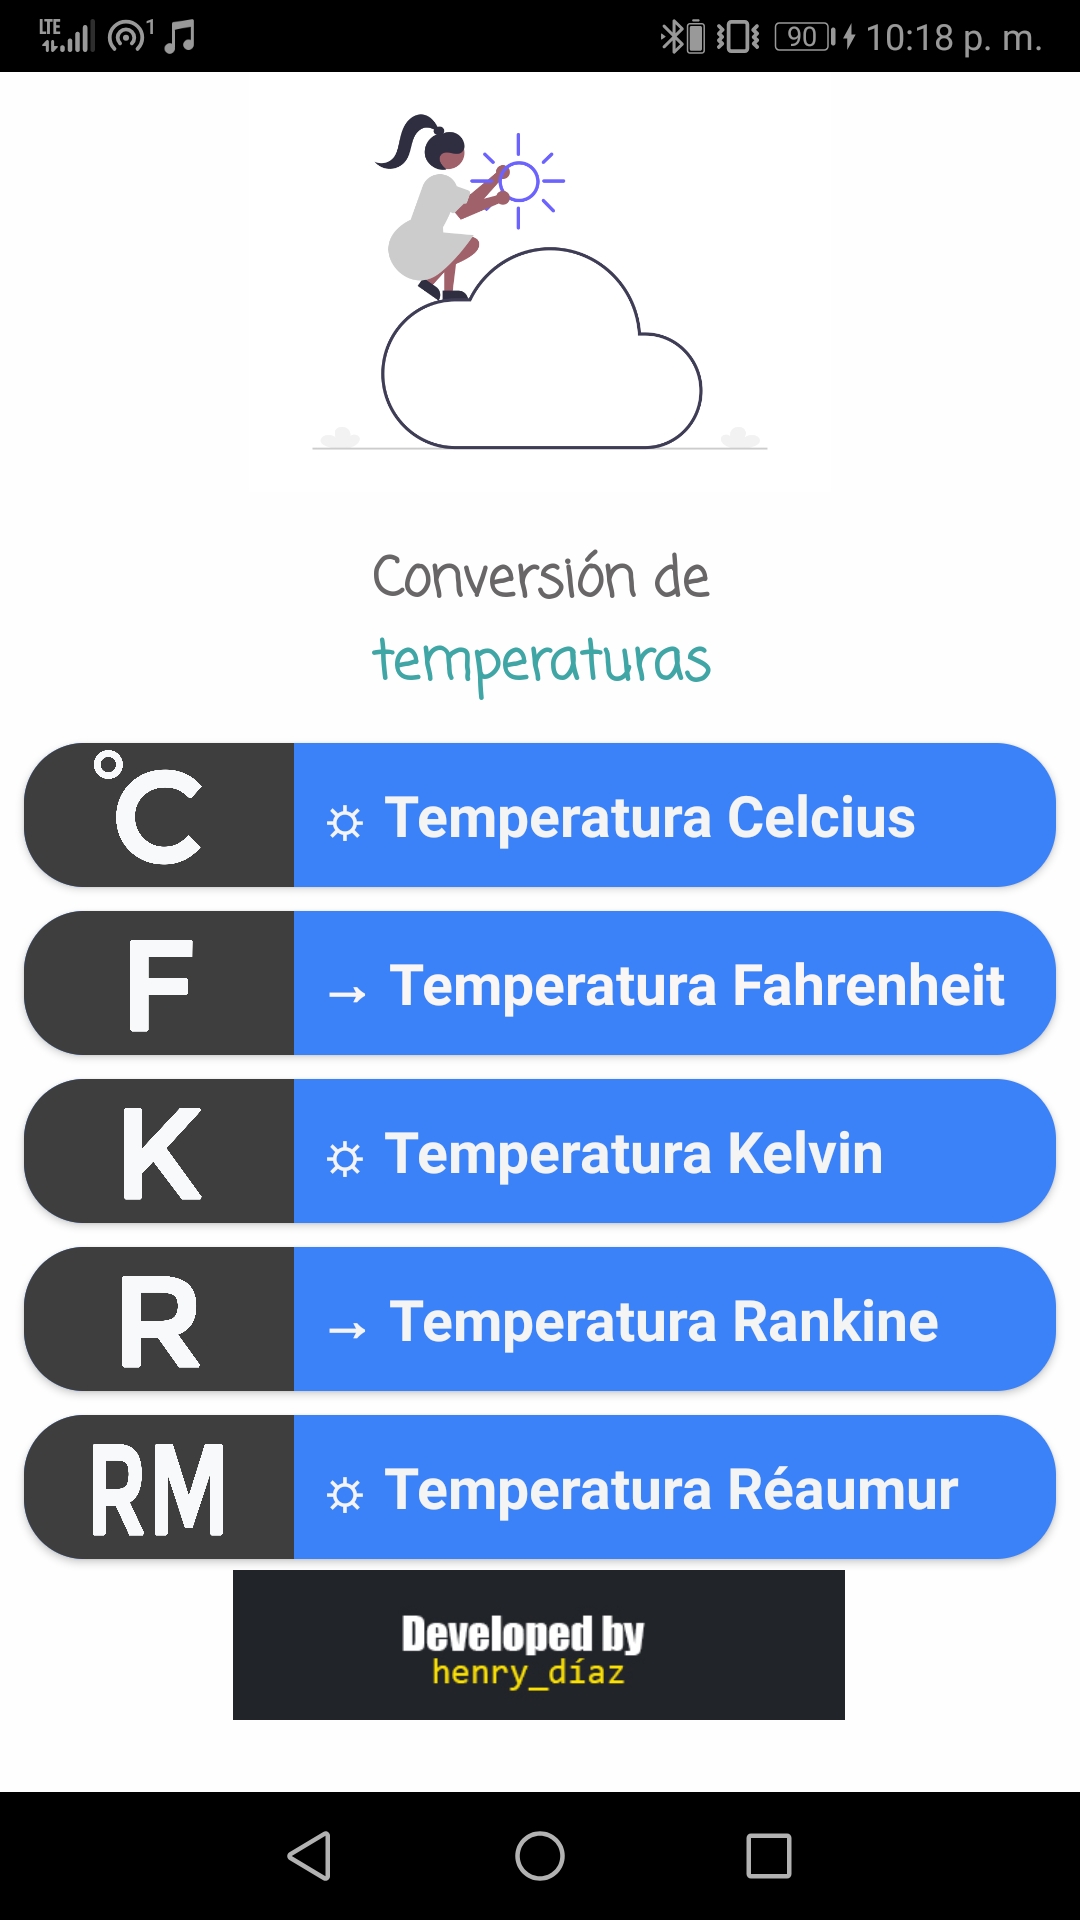 LTE 1 90 10:18 p. m.
Conversión de
temperaturas
°C ☼ Temperatura Celcius
F → Temperatura Fahrenheit
K ☼ Temperatura Kelvin
R → Temperatura Rankine
RM ☼ Temperatura Réaumur
Developed by
henry_díaz